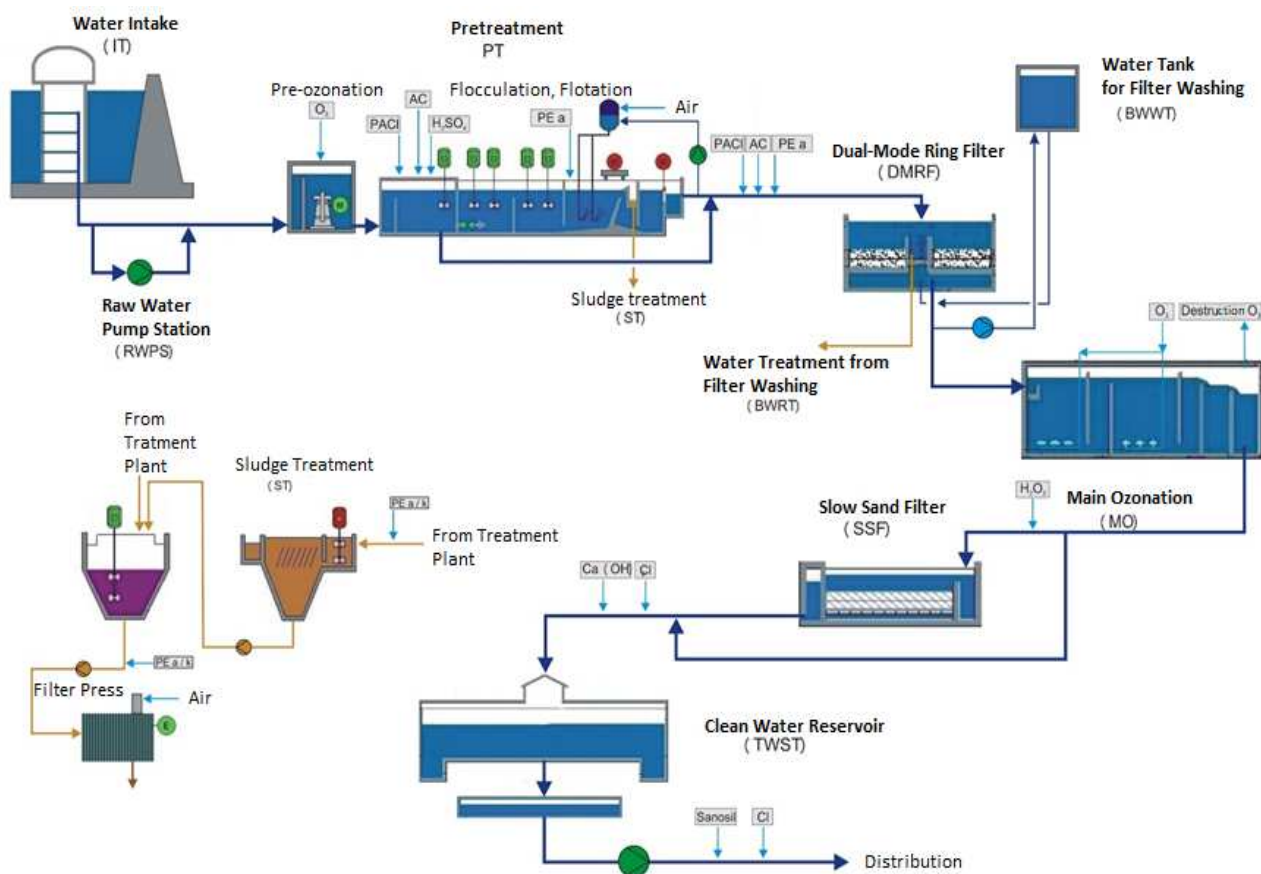 Water Intake
( IT)
Pretreatment
PT
Pre-ozonation
Flocculation, Flotation
O₃
AC
PACl
H₂SO₄
PE a
Air
PACl
AC
PE a
Water Tank
for Filter Washing
(BWWT)
Dual-Mode Ring Filter
(DMRF)
M
Raw Water
Pump Station
(RWPS)
Sludge treatment
(ST)
Water Treatment from
Filter Washing
(BWRT)
O₃
Destruction O₃
From
Tratment
Plant
Sludge Treatment
( ST)
PE a / k
From Treatment
Plant
Slow Sand Filter
( SSF)
H₂O₂
Main Ozonation
( MO)
Ca ( OH)
Çl
PE a / k
Filter Press
Air
E
Clean Water Reservoir
( TWST)
Sanosil
Cl
Distribution